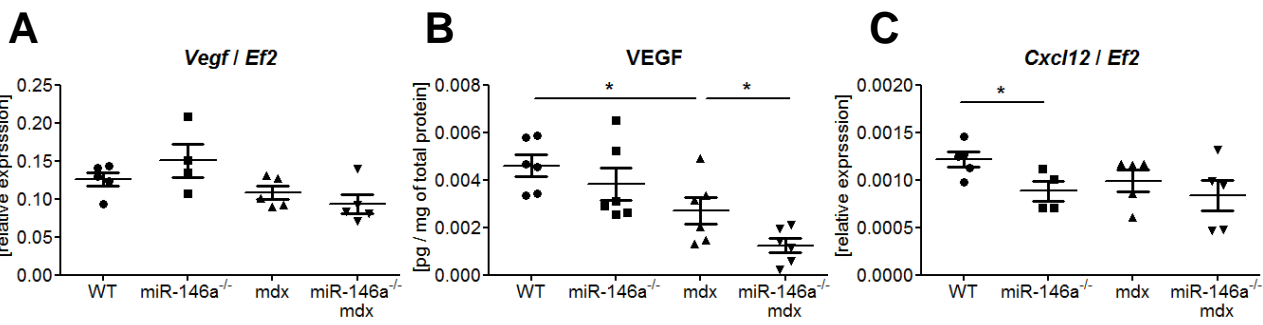 A
B
C
Vegf / Ef2
VEGF
Cxcl12 / Ef2
[relative exprsssion]
0.25
0.20
0.15
0.10
0.05
0.00
WT
miR-146a-/-
mdx
miR-146a-/-
mdx
[pg / mg of total protein]
0.008
0.006
0.004
0.002
0.000
*
*
WT
miR-146a-/-
mdx
miR-146a-/-
mdx
[relative exprsssion]
0.0020
0.0015
0.0010
0.0005
0.0000
*
WT
miR-146a-/-
mdx
miR-146a-/-
mdx